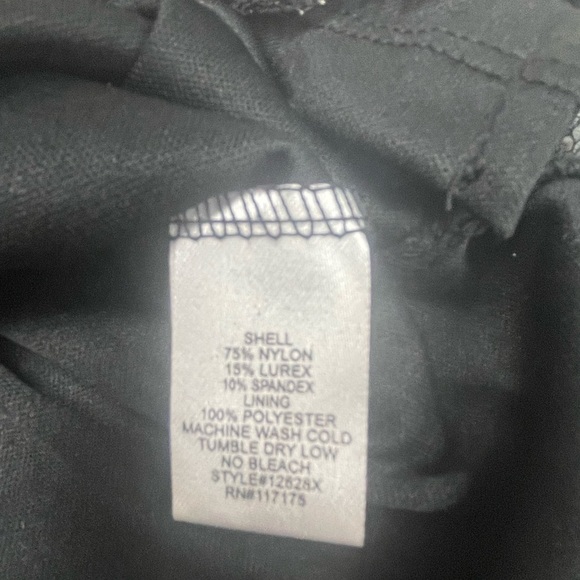 SHELL
75% NYLON
15% LUREX
10% SPANDEX
LINING
100% POLYESTER
MACHINE WASH COLD
TUMBLE DRY LOW
NO BLEACH
STYLE#12628X
RN#117175